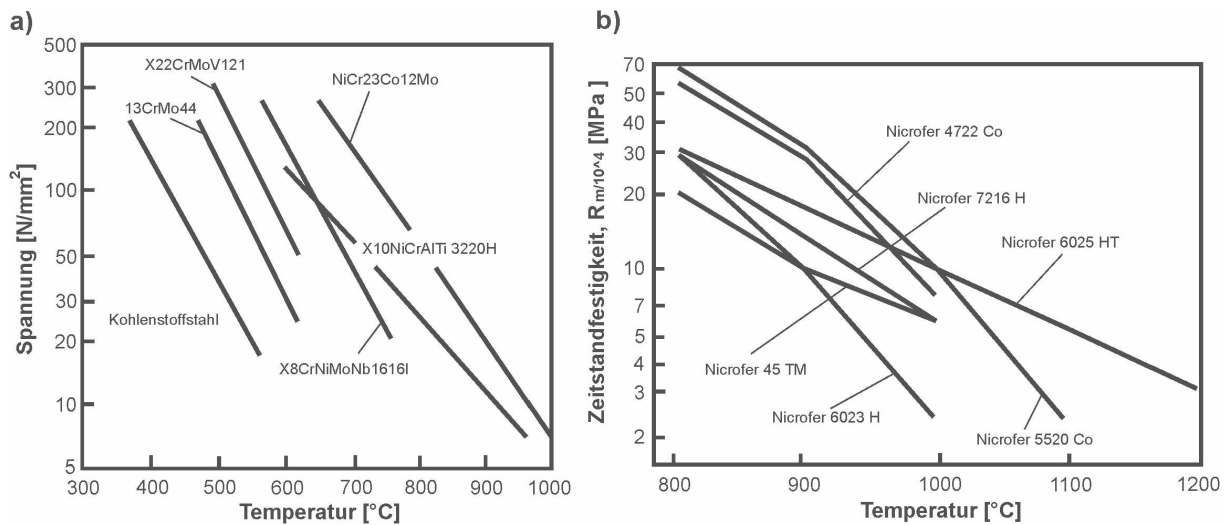 a)
Spannung [N/mm²]
500
300
200
100
50
30
20
10
5
300
400
500
600
700
800
900
1000
Temperatur [°C]
X22CrMoV121
13CrMo44
NiCr23Co12Mo
X10NiCrAlTi 3220H
Kohlenstoffstahl
X8CrNiMoNb1616I
b)
Zeitstandfestigkeit, Rm/10^4 [MPa]
70
50
40
30
20
10
7
5
4
3
2
800
900
1000
1100
1200
Temperatur [°C]
Nicrofer 4722 Co
Nicrofer 7216 H
Nicrofer 6025 HT
Nicrofer 45 TM
Nicrofer 6023 H
Nicrofer 5520 Co